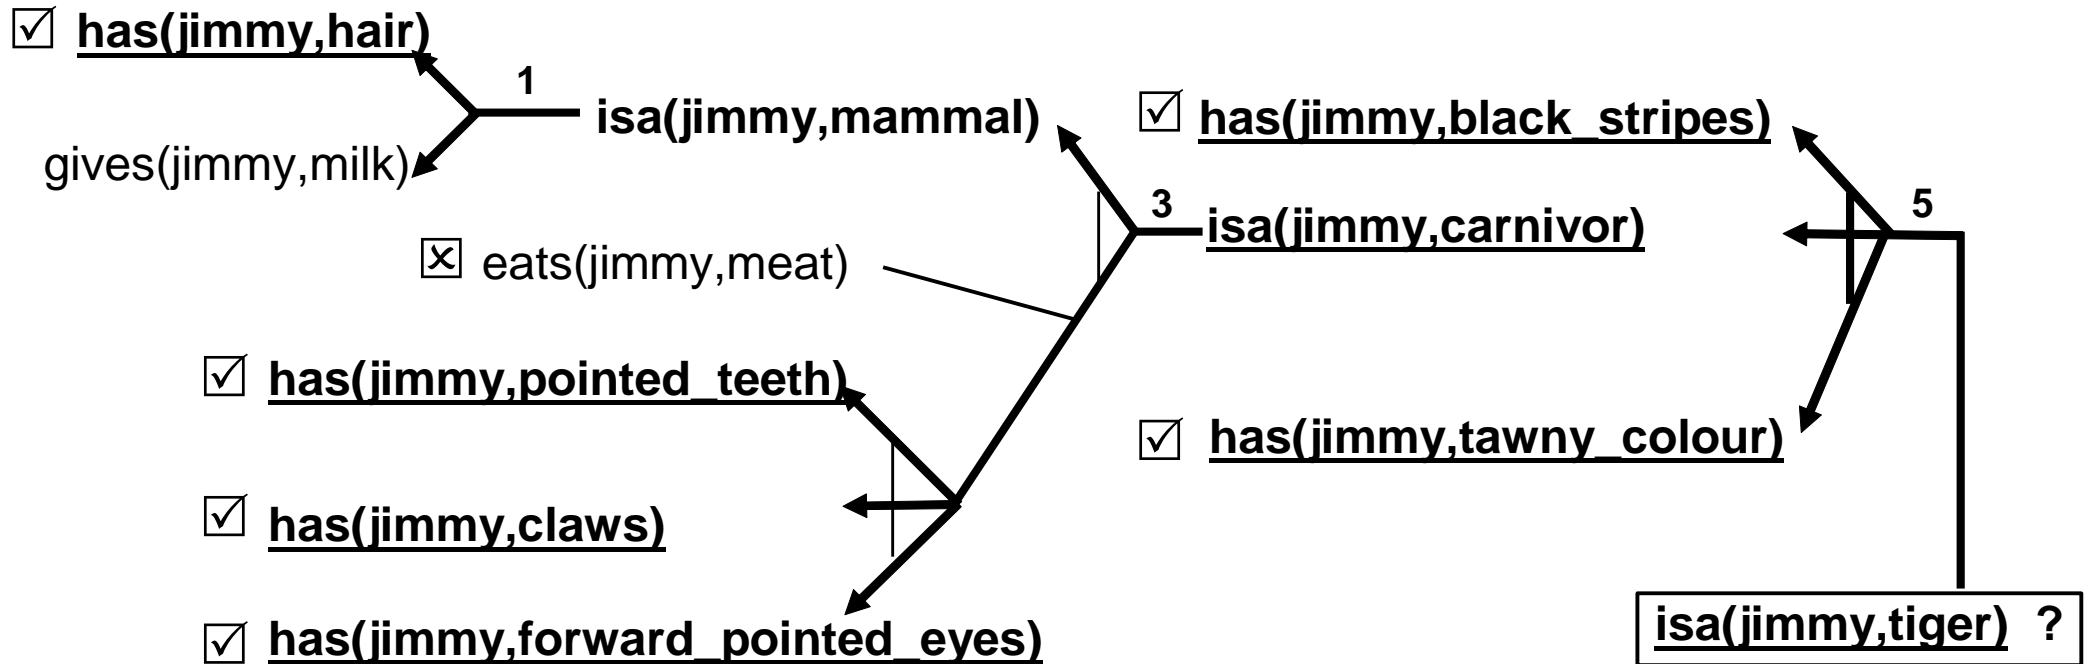 ☑ has(jimmy,hair)
1
isa(jimmy,mammal)
gives(jimmy,milk)
☒ eats(jimmy,meat)
☑ has(jimmy,pointed_teeth)
☑ has(jimmy,claws)
☑ has(jimmy,forward_pointed_eyes)
3
☑ has(jimmy,black_stripes)
isa(jimmy,carnivor)
☑ has(jimmy,tawny_colour)
5
isa(jimmy,tiger) ?